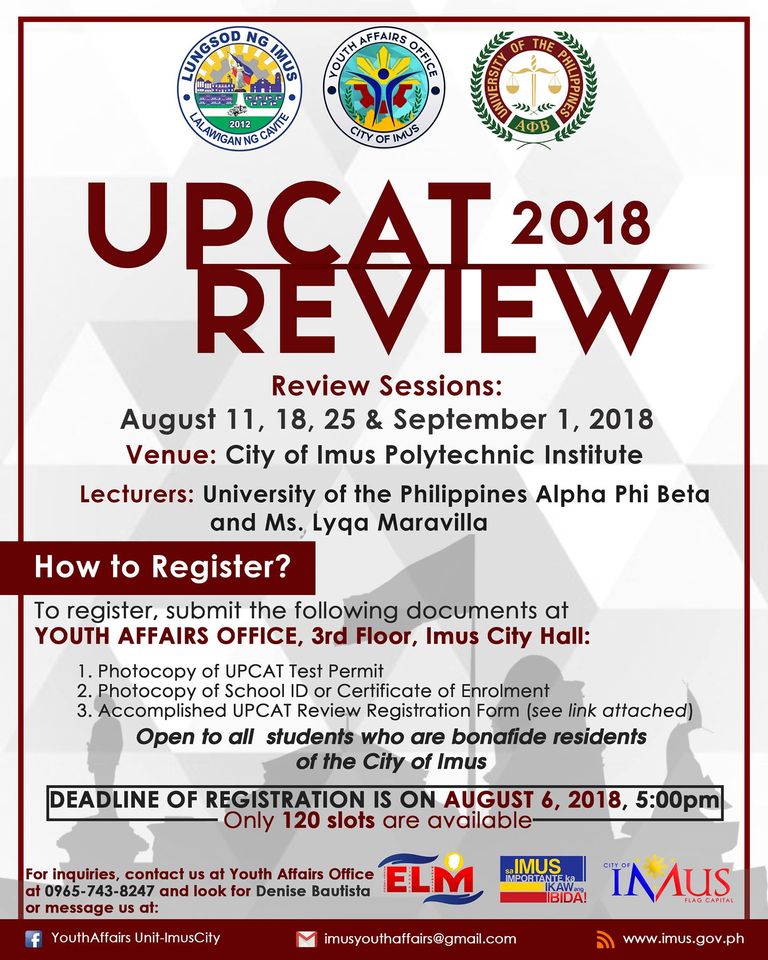 LUNGSOD NG IMUS
LALAWIGAN NG CAVITE
2012
YOUTH AFFAIRS OFFICE
CITY OF IMUS
UNIVERSITY OF THE PHILIPPINES
ΑΦΒ
UPCAT 2018
REVIEW
Review Sessions:
August 11, 18, 25 & September 1, 2018
Venue: City of Imus Polytechnic Institute
Lecturers: University of the Philippines Alpha Phi Beta
and Ms. Lyqa Maravilla
How to Register?
To register, submit the following documents at
YOUTH AFFAIRS OFFICE, 3rd Floor, Imus City Hall:
1. Photocopy of UPCAT Test Permit
2. Photocopy of School ID or Certificate of Enrolment
3. Accomplished UPCAT Review Registration Form (see link attached)
Open to all students who are bonafide residents
of the City of Imus
DEADLINE OF REGISTRATION IS ON AUGUST 6, 2018, 5:00pm
Only 120 slots are available
For inquiries, contact us at Youth Affairs Office
at 0965-743-8247 and look for Denise Bautista
or message us at:
ELM
sa IMUS
IMPORTANTE ka
IKAW ang
IBIDA!
CITY OF
IMUS
FLAG CAPITAL
YouthAffairs Unit-ImusCity
imusyouthaffairs@gmail.com
www.imus.gov.ph